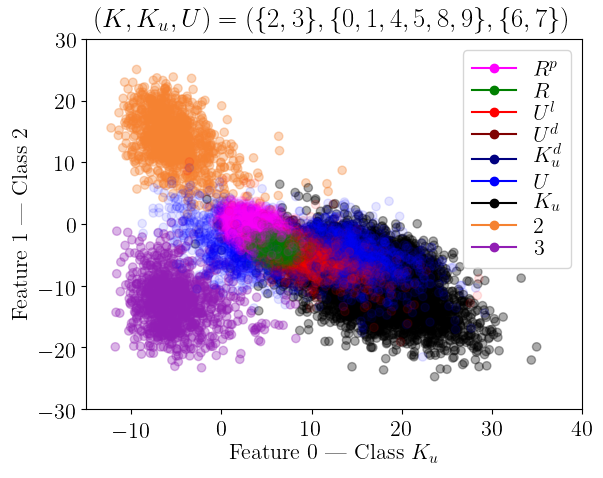 (K, K_u, U) = ({2, 3}, {0, 1, 4, 5, 8, 9}, {6, 7})
30
20
10
0
−10
−20
−30
Feature 1 — Class 2
R^p
R
U^l
U^d
K_u^d
U
K_u
2
3
−10 0 10 20 30 40
Feature 0 — Class K_u